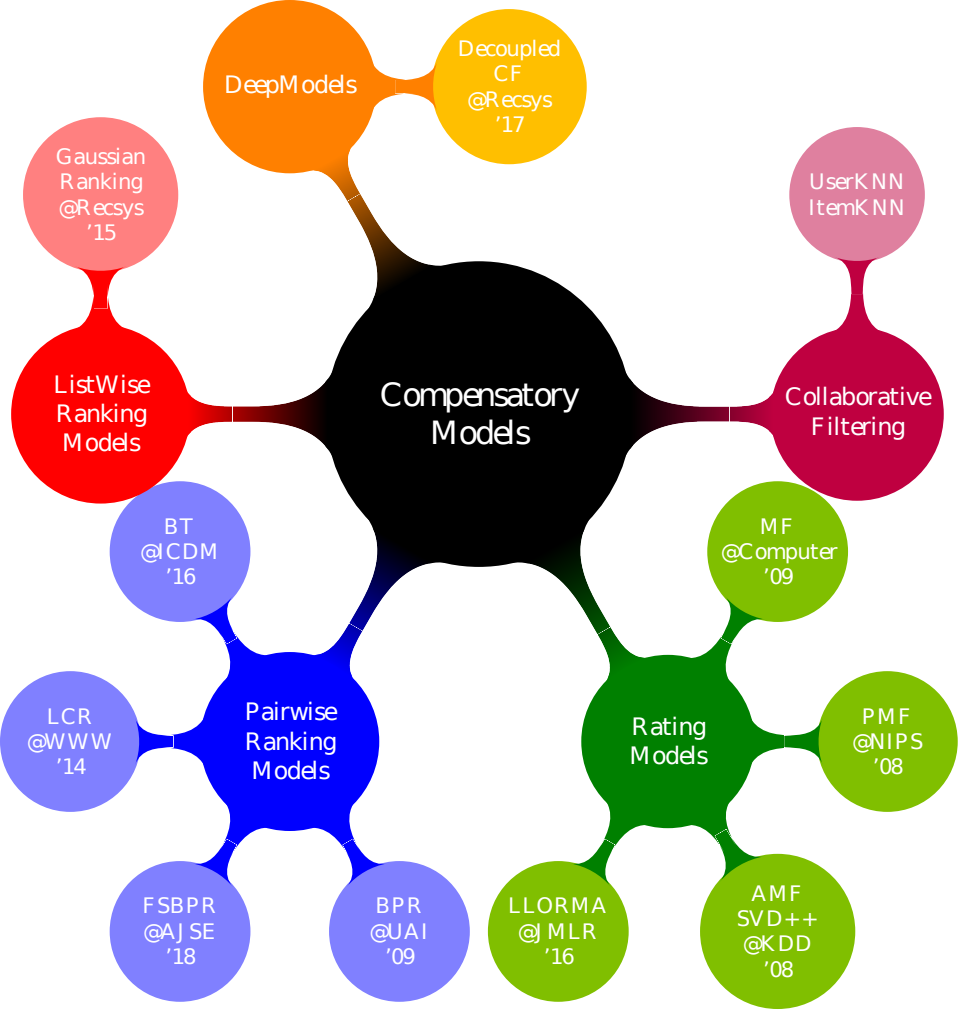 DeepModels
Decoupled
CF
@Recsys
'17
Gaussian
Ranking
@Recsys
'15
UserKNN
ItemKNN
ListWise
Ranking
Models
Compensatory
Models
Collaborative
Filtering
BT
@ICDM
'16
MF
@Computer
'09
LCR
@WWW
'14
Pairwise
Ranking
Models
Rating
Models
PMF
@NIPS
'08
FSBPR
@AJSE
'18
BPR
@UAI
'09
LLORMA
@JMLR
'16
AMF
SVD++
@KDD
'08